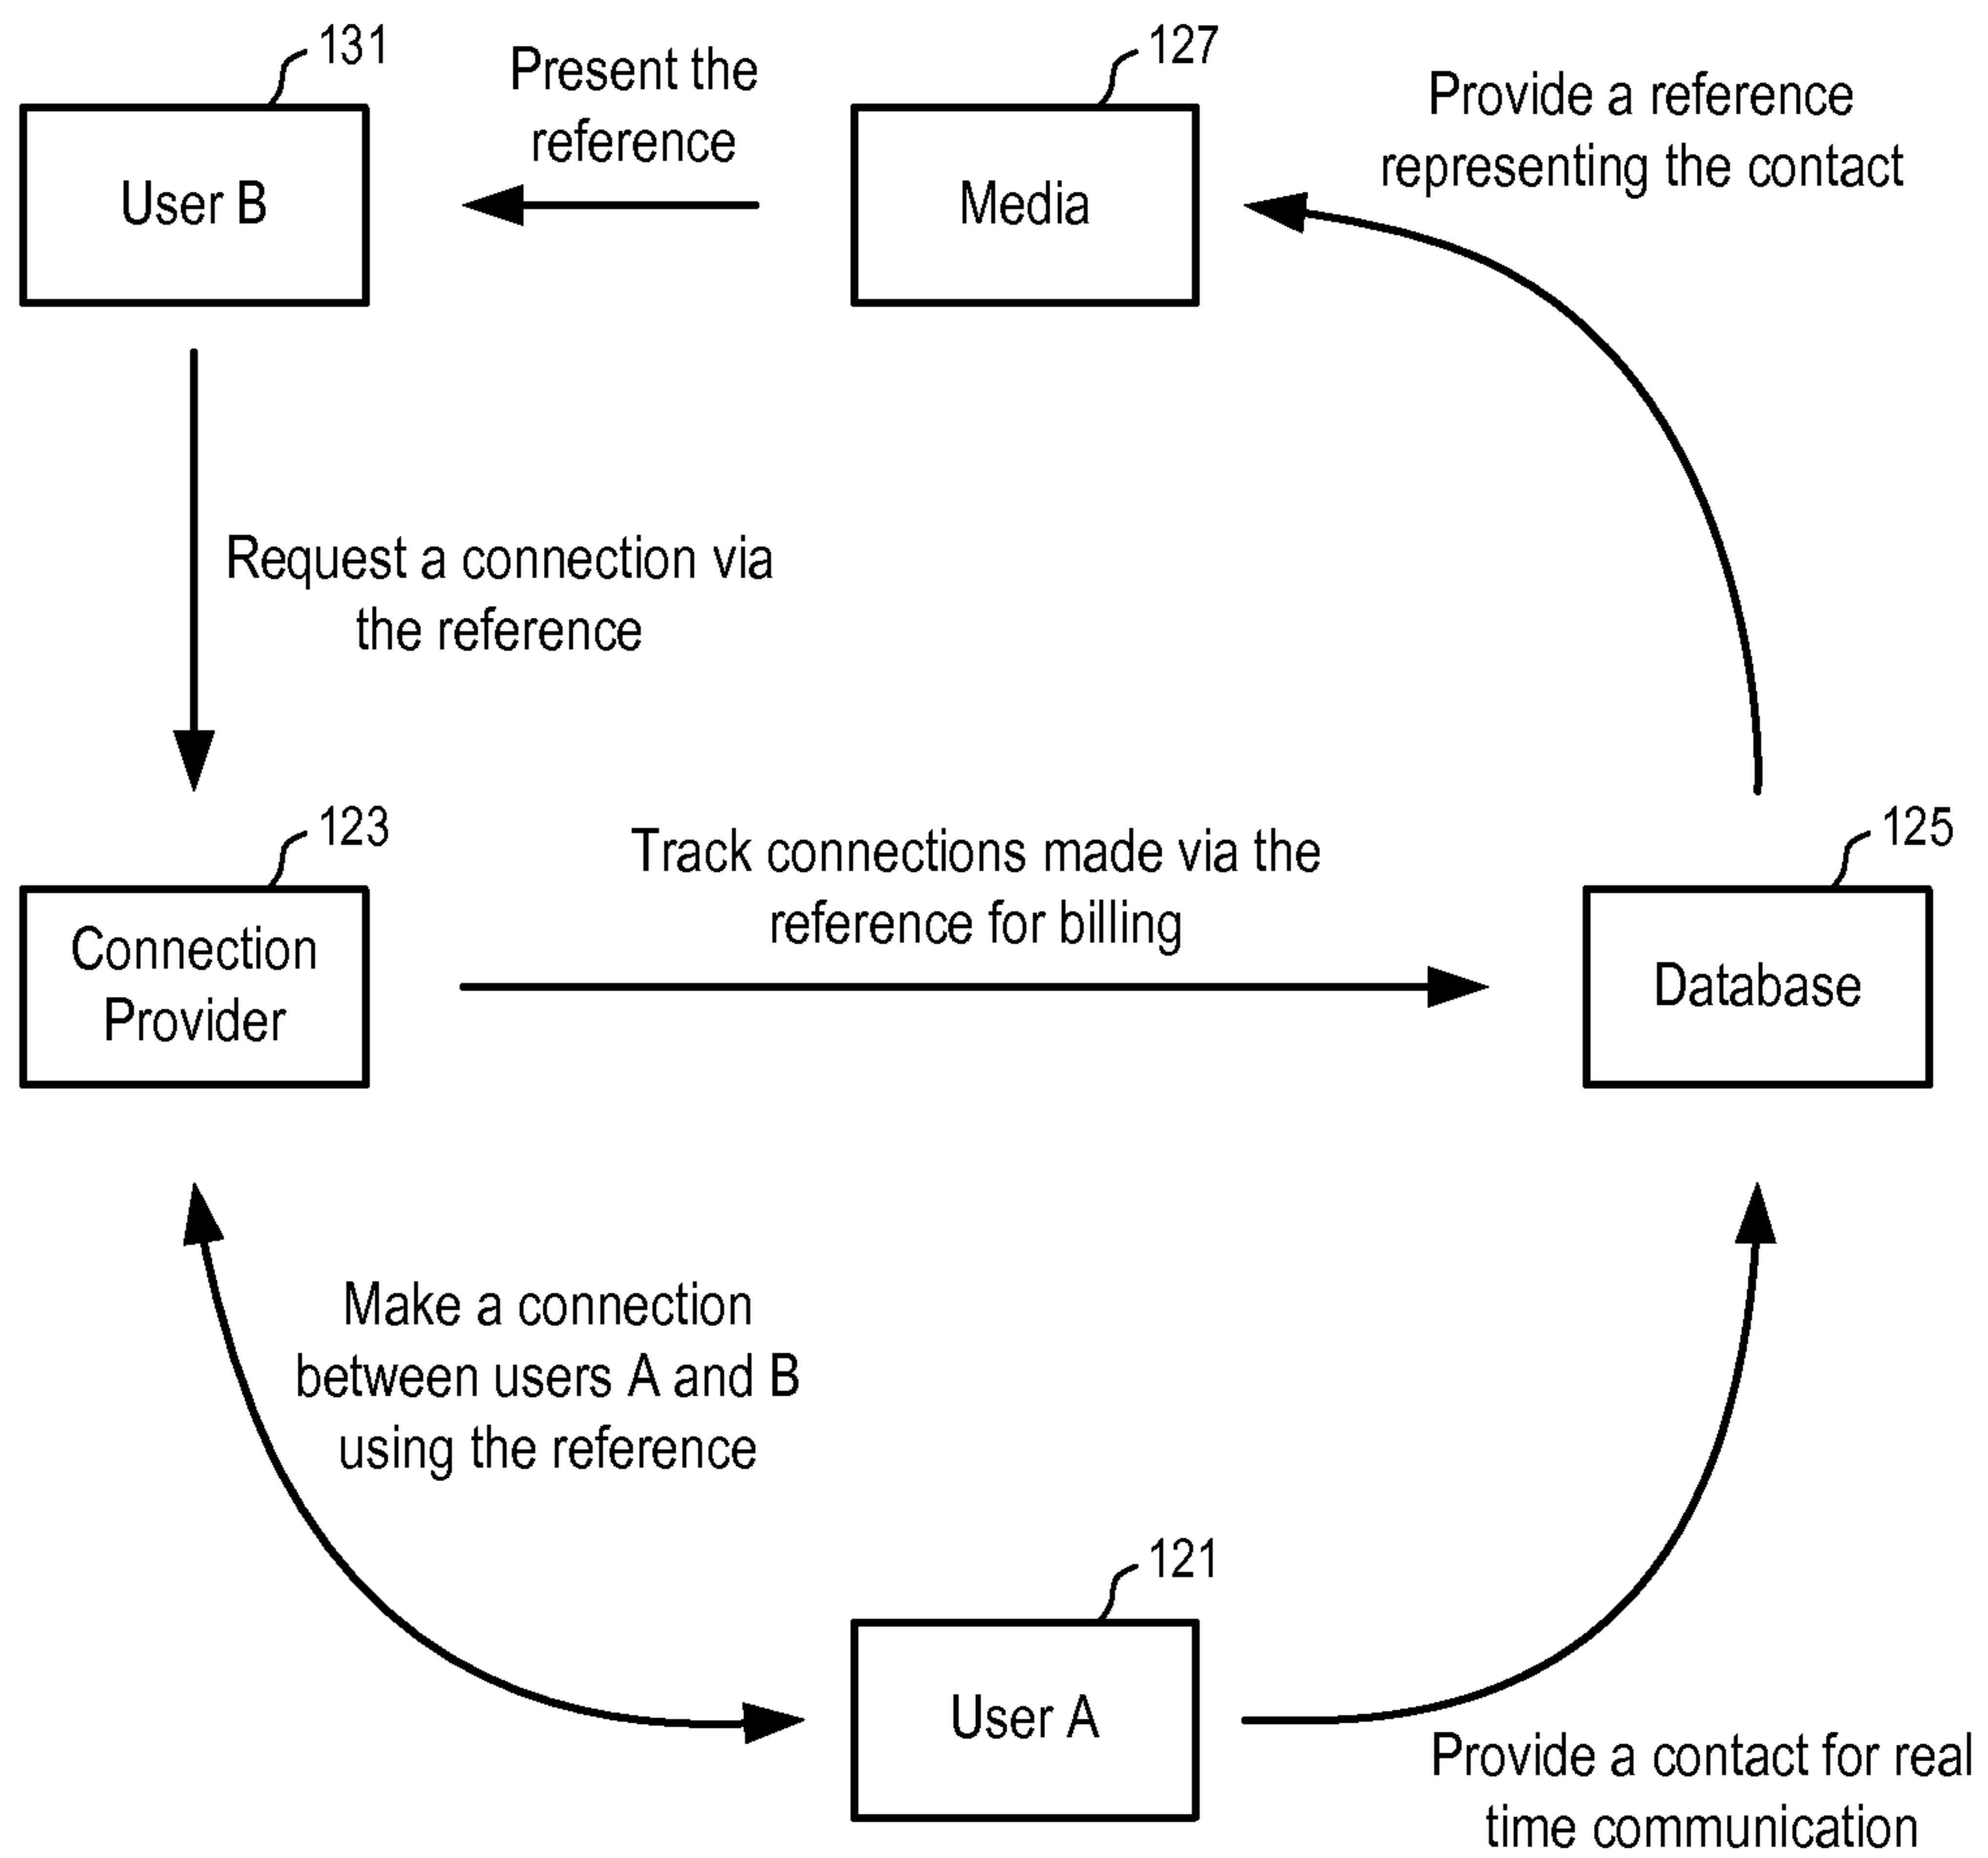 131
Present the
reference
127
Provide a reference
representing the contact
User B
Media
Request a connection via
the reference
123
Track connections made via the
reference for billing
125
Connection
Provider
Database
Make a connection
between users A and B
using the reference
121
User A
Provide a contact for real
time communication